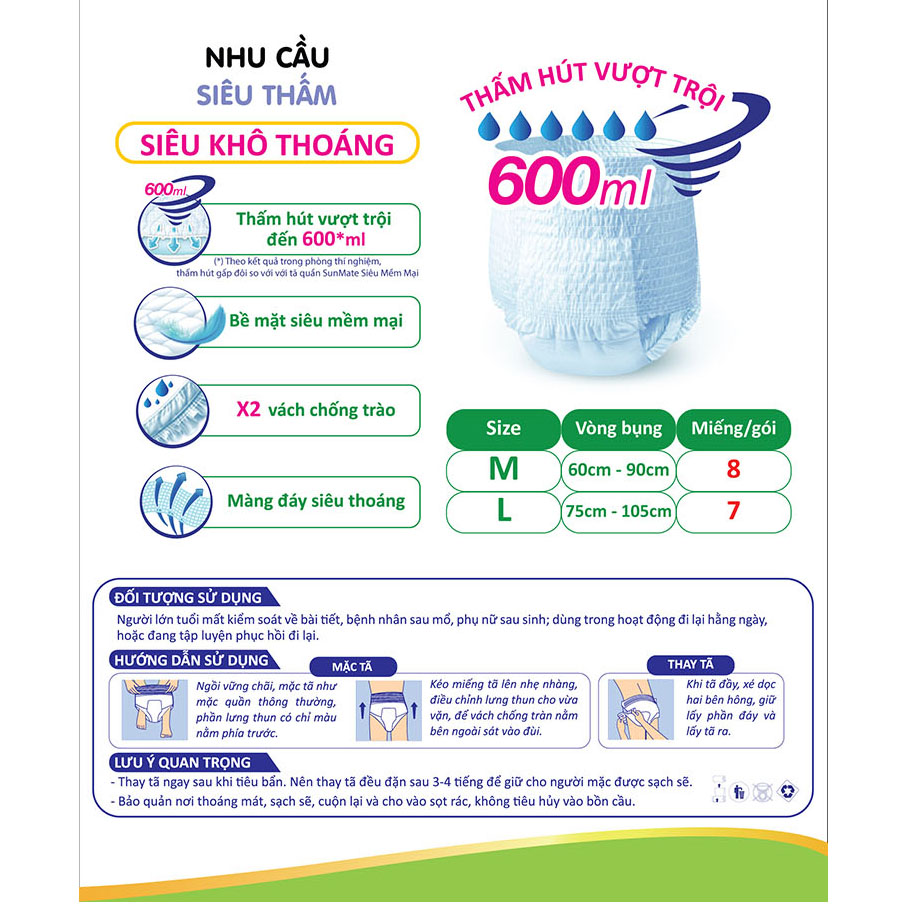 NHU CẦU
SIÊU THẤM
SIÊU KHÔ THOÁNG
600ml
Thấm hút vượt trội
đến 600*ml
(*) Theo kết quả trong phòng thí nghiệm,
thấm hút gấp đôi so với với tã quần SunMate Siêu Mềm Mại
Bề mặt siêu mềm mại
X2 vách chống trào
Màng đáy siêu thoáng
THẤM HÚT VƯỢT TRỘI
600ml
Size Vòng bụng Miếng/gói
M 60cm - 90cm 8
L 75cm - 105cm 7
ĐỐI TƯỢNG SỬ DỤNG
Người lớn tuổi mất kiểm soát về bài tiết, bệnh nhân sau mổ, phụ nữ sau sinh; dùng trong hoạt động đi lại hằng ngày,
hoặc đang tập luyện phục hồi đi lại.
HƯỚNG DẪN SỬ DỤNG
MẶC TÃ
Ngồi vững chãi, mặc tã như
mặc quần thông thường,
phần lưng thun có chỉ màu
nằm phía trước.
Kéo miếng tã lên nhẹ nhàng,
điều chỉnh lưng thun cho vừa
vặn, để vách chống tràn nằm
bên ngoài sát vào đùi.
THAY TÃ
Khi tã đầy, xé dọc
hai bên hông, giữ
lấy phần đáy và
lấy tã ra.
LƯU Ý QUAN TRỌNG
- Thay tã ngay sau khi tiêu bẩn. Nên thay tã đều đặn sau 3-4 tiếng để giữ cho người mặc được sạch sẽ.
- Bảo quản nơi thoáng mát, sạch sẽ, cuộn lại và cho vào sọt rác, không tiêu hủy vào bồn cầu.